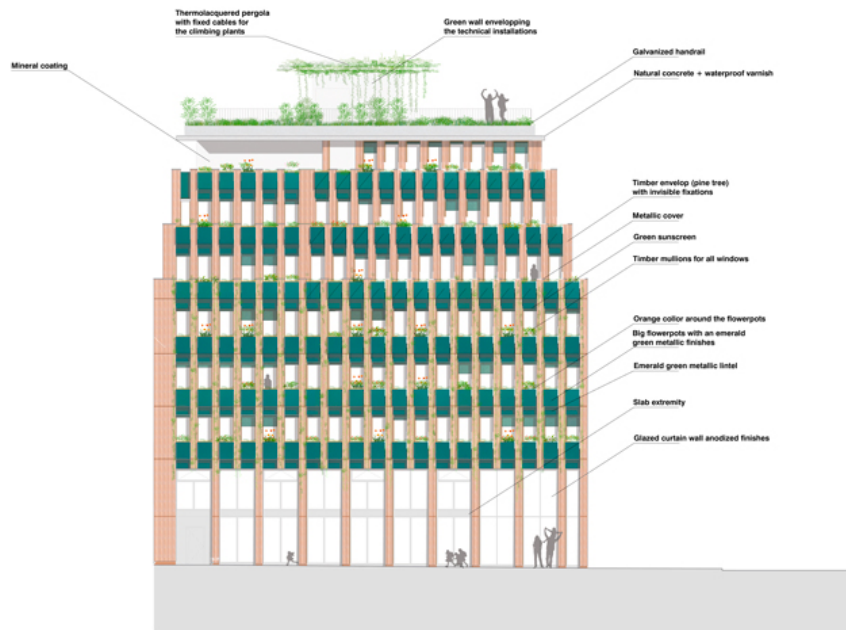 Thermolacquered pergola
with fixed cables for
the climbing plants
Green wall envelopping
the technical installations
Mineral coating
Galvanized handrail
Natural concrete + waterproof varnish
Timber envelop (pine tree)
with invisible fixations
Metallic cover
Green sunscreen
Timber mullions for all windows
Orange collor around the flowerpots
Big flowerpots with an emerald
green metallic finishes
Emerald green metallic lintel
Slab extremity
Glazed curtain wall anodized finishes